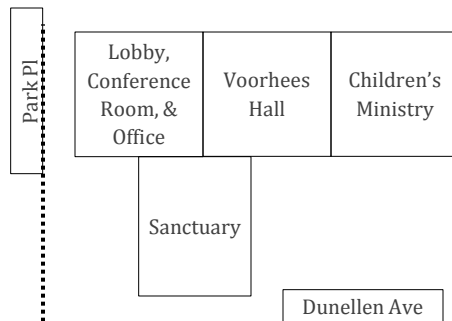 Park Pl
Lobby,
Conference
Room, &
Office
Voorhees
Hall
Children's
Ministry
Sanctuary
Dunellen Ave